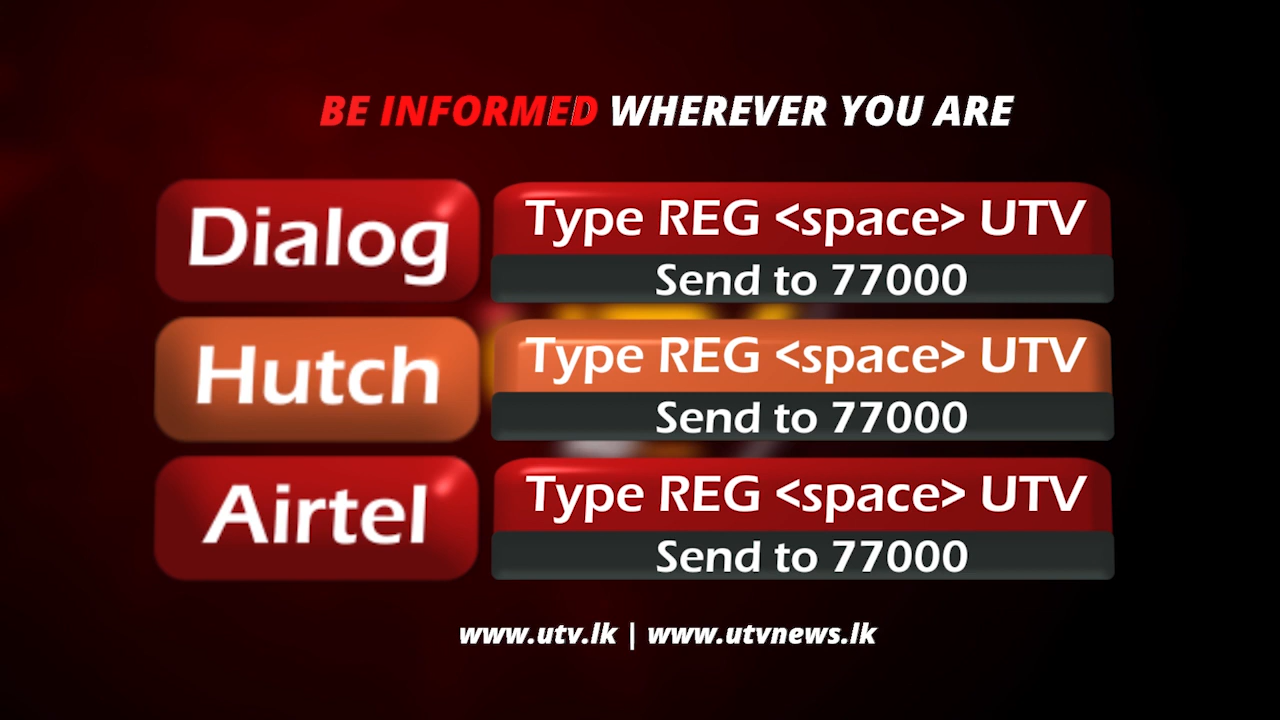 BE INFORMED WHEREVER YOU ARE
Dialog
Type REG <space> UTV
Send to 77000
Hutch
Type REG <space> UTV
Send to 77000
Airtel
Type REG <space> UTV
Send to 77000
www.utv.lk | www.utvnews.lk